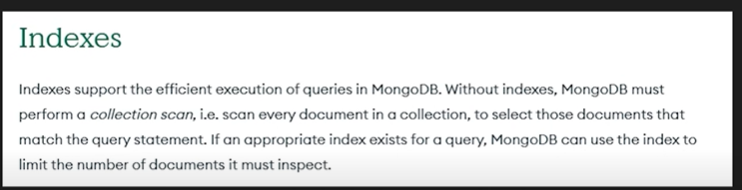 Indexes
Indexes support the efficient execution of queries in MongoDB. Without indexes, MongoDB must
perform a collection scan, i.e. scan every document in a collection, to select those documents that
match the query statement. If an appropriate index exists for a query, MongoDB can use the index to
limit the number of documents it must inspect.